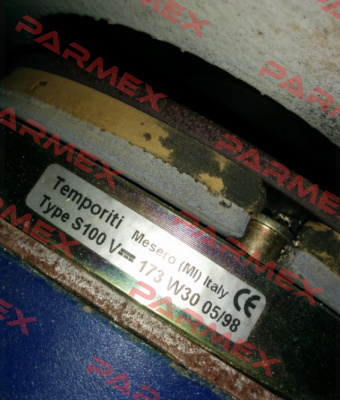 Temporiti Mesero (MI) Italy CE
Type S100 V⎓ 173 W30 05/98
PARMEX
PARMEX
PARMEX
PARMEX
PARMEX
PARMEX
PARMEX
PARMEX